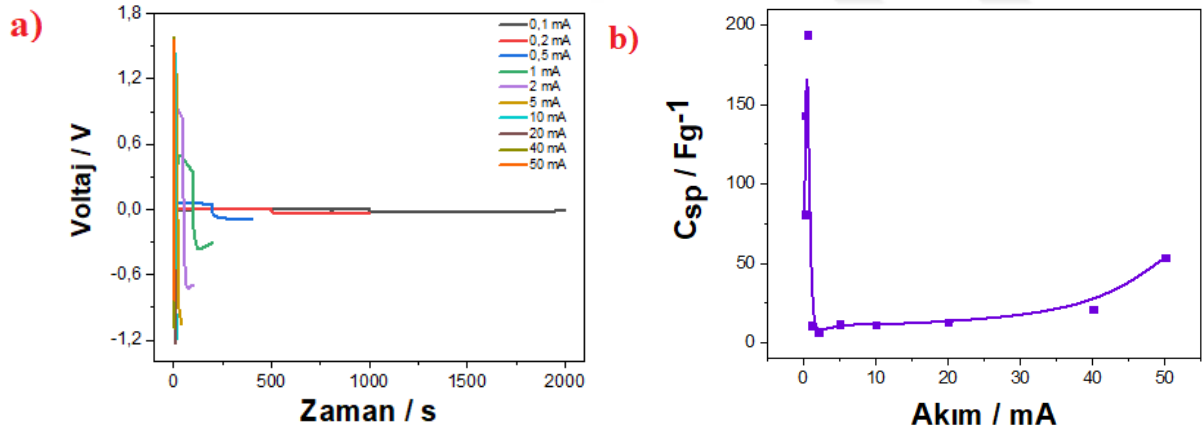 a)
1,8
1,2
0,6
0,0
-0,6
-1,2
Voltaj / V
0,1 mA
0,2 mA
0,5 mA
1 mA
2 mA
5 mA
10 mA
20 mA
40 mA
50 mA
0
500
1000
1500
2000
Zaman / s
b)
200
150
100
50
0
Csp / Fg-1
0
10
20
30
40
50
Akım / mA